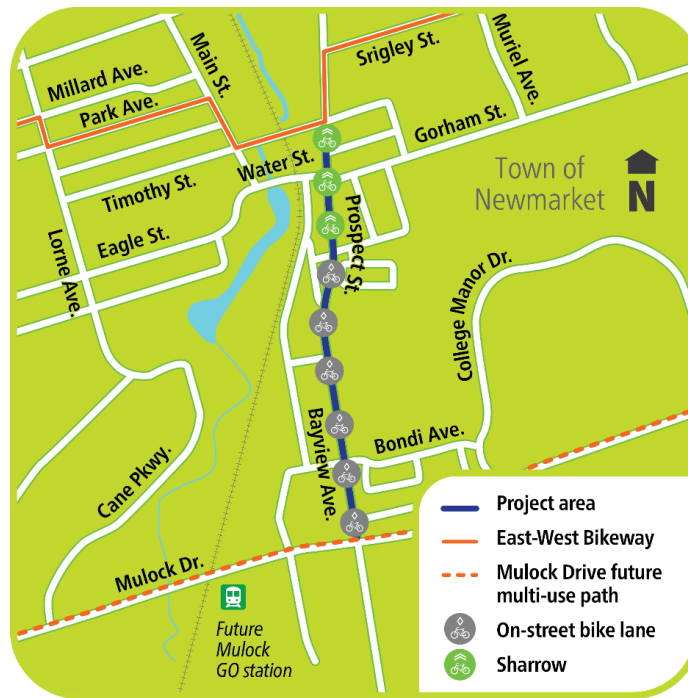 Millard Ave.
Main St.
Srigley St.
Muriel Ave.
Park Ave.
Gorham St.
Water St.
Timothy St.
Town of
Newmarket
N
Eagle St.
Prospect St.
Lorne Ave.
College Manor Dr.
Bayview Ave.
Bondi Ave.
Cane Pkwy.
Mulock Dr.
Future
Mulock
GO station
Project area
East-West Bikeway
Mulock Drive future
multi-use path
On-street bike lane
Sharrow